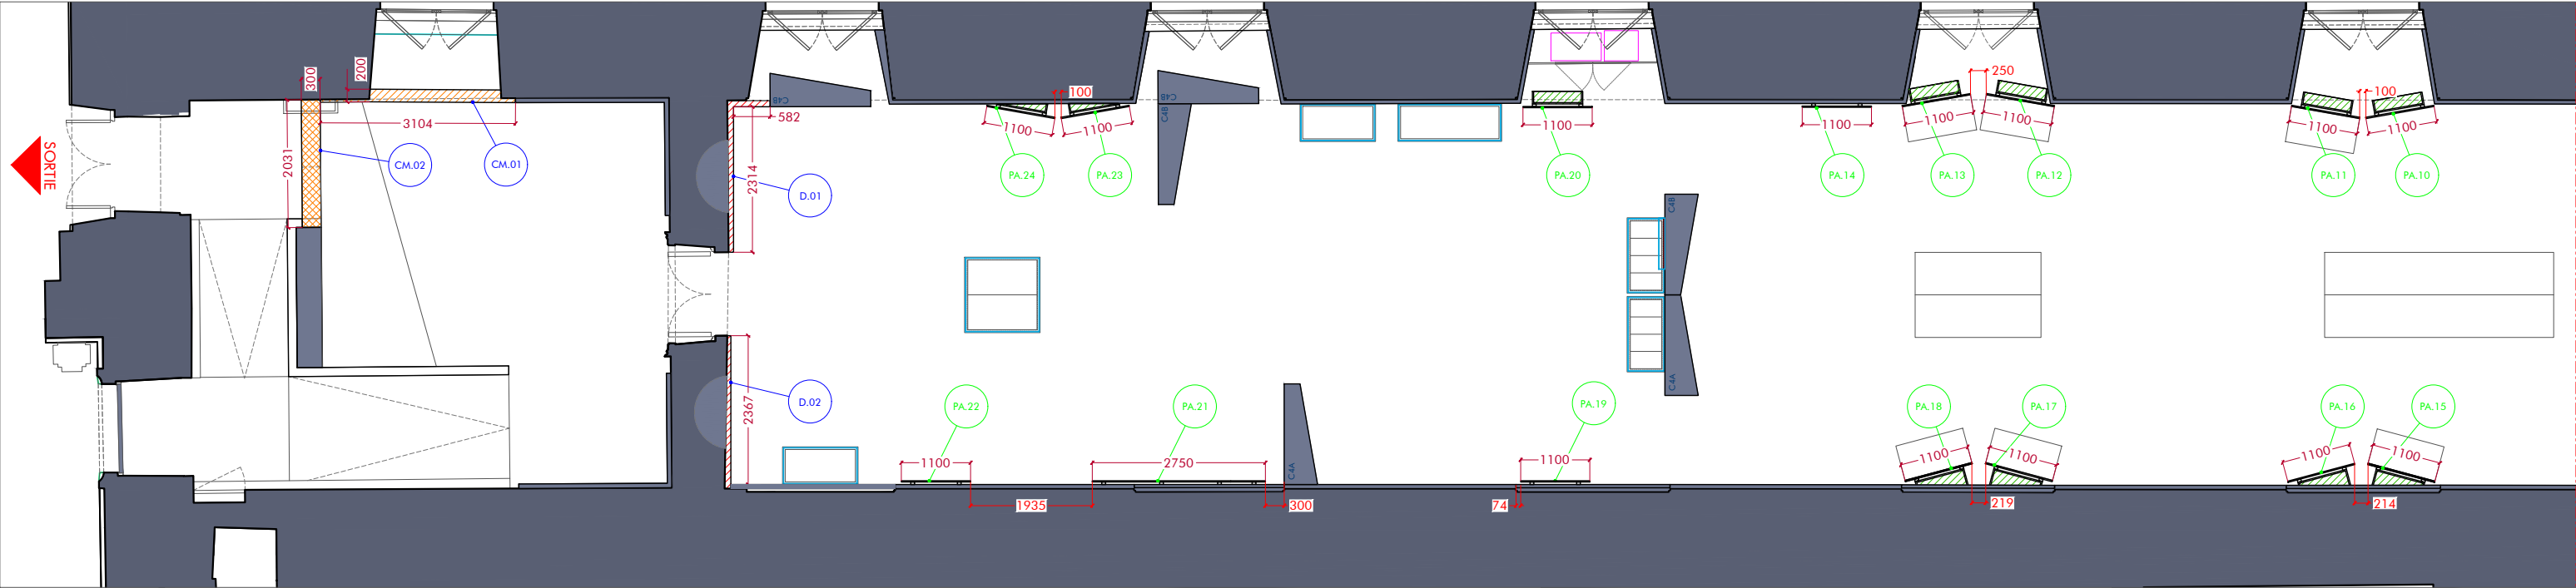 300
200
3104
2031
SORTIE
CM.02
CM.01
C4B
582
2314
D.01
100
1100
1100
PA.24
PA.23
C4B
C4B
1100
PA.20
1100
PA.14
250
1100
1100
PA.13
PA.12
100
1100
1100
PA.11
PA.10
C4B
C4A
D.02
2367
PA.22
1100
1935
PA.21
2750
300
C4A
PA.19
1100
74
PA.18
PA.17
1100
1100
219
PA.16
PA.15
1100
1100
214